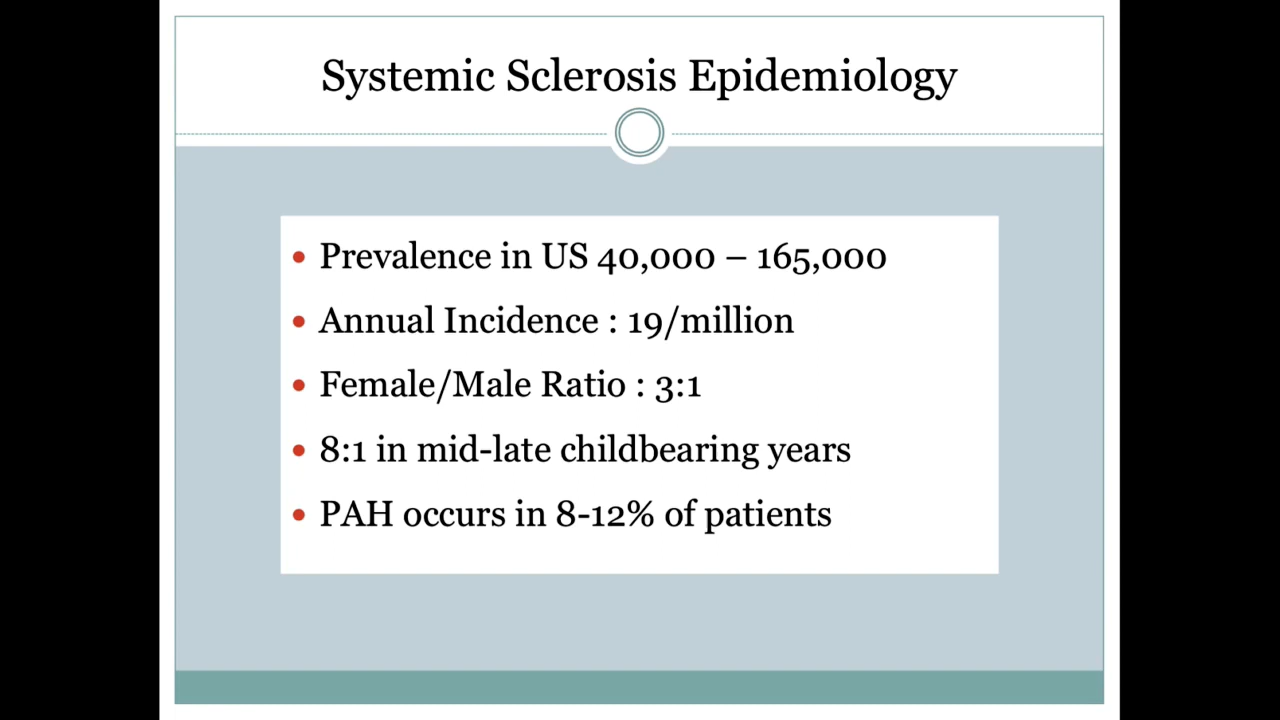 Systemic Sclerosis Epidemiology
• Prevalence in US 40,000 – 165,000
• Annual Incidence : 19/million
• Female/Male Ratio : 3:1
• 8:1 in mid-late childbearing years
• PAH occurs in 8-12% of patients